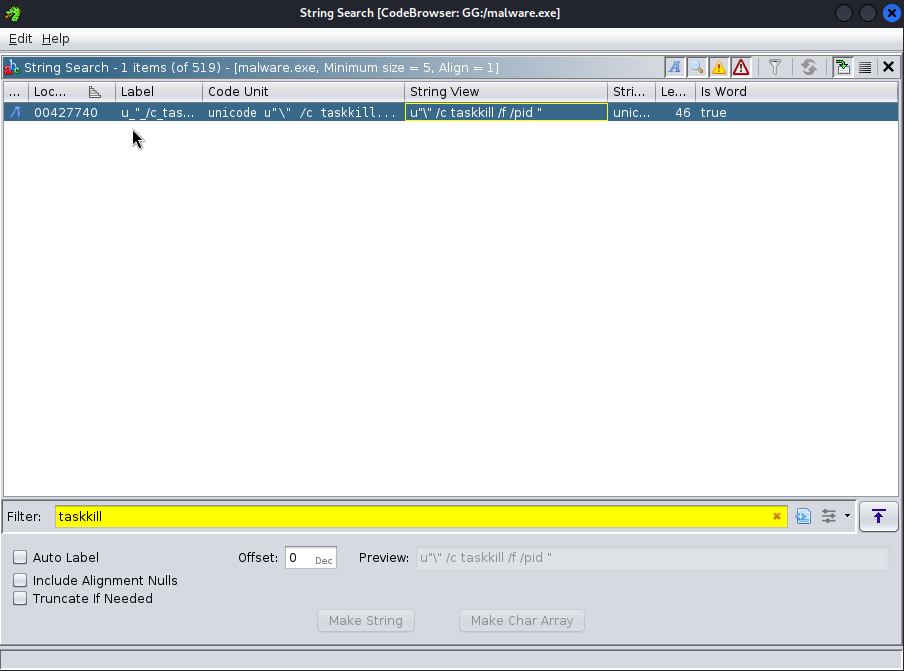 String Search [CodeBrowser: GG:/malware.exe]
Edit Help
String Search - 1 items (of 519) - [malware.exe, Minimum size = 5, Align = 1]
... Loc... Label Code Unit String View Stri... Le... Is Word
A 00427740 u_"_/c_tas... unicode u"\" /c taskkill... u"\" /c taskkill /f /pid " unic... 46 true
Filter: taskkill
Auto Label Offset: 0 Dec Preview: u"\" /c taskkill /f /pid "
Include Alignment Nulls
Truncate If Needed
Make String Make Char Array